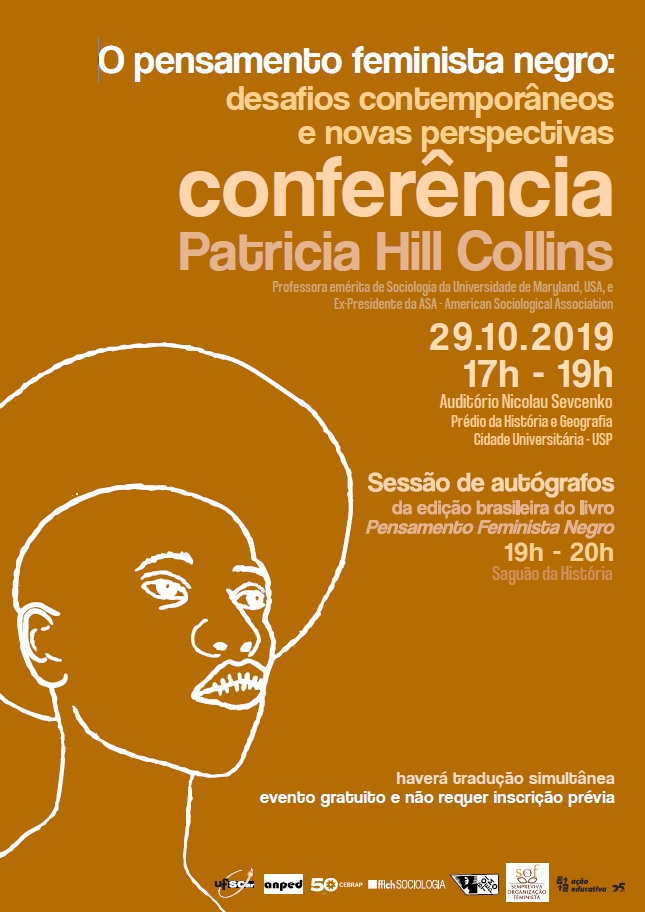 O pensamento feminista negro:
desafios contemporâneos
e novas perspectivas
conferência
Patricia Hill Collins
Professora emérita de Sociologia da Universidade de Maryland, USA, e
Ex-Presidente da ASA - American Sociological Association
29.10.2019
17h - 19h
Auditório Nicolau Sevcenko
Prédio da História e Geografia
Cidade Universitária - USP
Sessão de autógrafos
da edição brasileira do livro
Pensamento Feminista Negro
19h - 20h
Saguão da História
haverá tradução simultânea
evento gratuito e não requer inscrição prévia
ufscar
anped
50 CEBRAP
fflch SOCIOLOGIA
BOITEMPO
sof
SEMPREVIVA
ORGANIZAÇÃO
FEMINISTA
ação
educativa